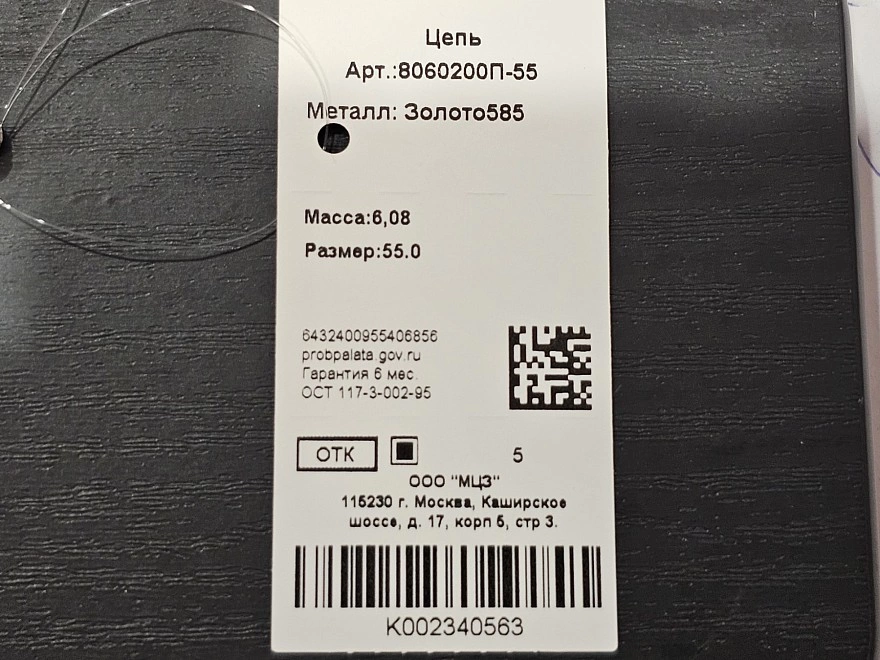 Цепь
Арт.:8060200П-55
Металл: Золото585
Масса:6,08
Размер:55.0
6432400955406856
probpalata.gov.ru
Гарантия 6 мес.
ОСТ 117-3-002-95
ОТК 5
ООО "МЦЗ"
115230 г. Москва, Каширское
шоссе, д. 17, корп 5, стр 3.
К002340563